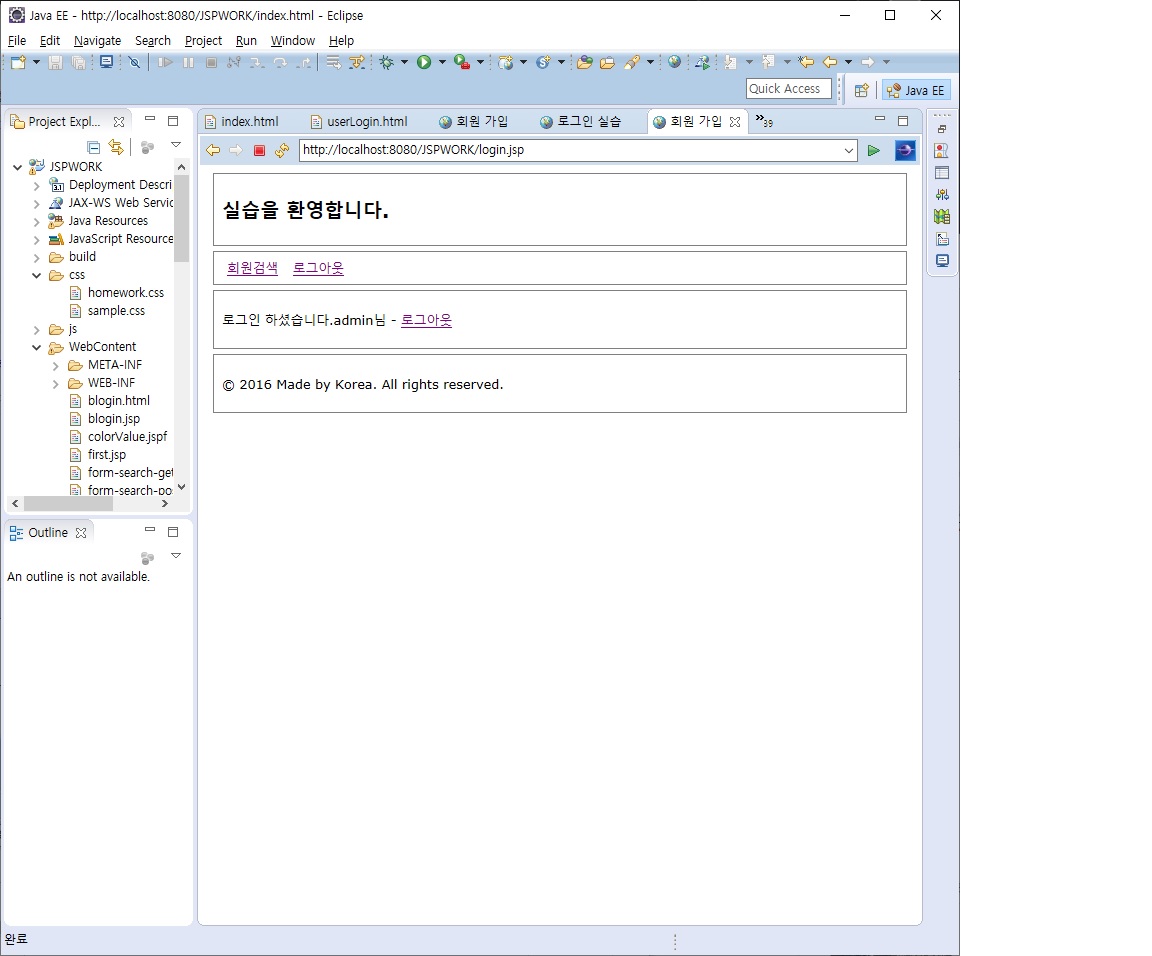 Java EE - http://localhost:8080/JSPWORK/index.html - Eclipse
File Edit Navigate Search Project Run Window Help
Quick Access
Java EE
Project Expl...
JSPWORK
Deployment Descri
JAX-WS Web Servic
Java Resources
JavaScript Resource
build
css
homework.css
sample.css
js
WebContent
META-INF
WEB-INF
blogin.html
blogin.jsp
colorValue.jspf
first.jsp
form-search-get
form-search-po
Outline
An outline is not available.
index.html userLogin.html 회원 가입 로그인 실습 회원 가입 »39
http://localhost:8080/JSPWORK/login.jsp
실습을 환영합니다.
회원검색 로그아웃
로그인 하셨습니다.admin님 - 로그아웃
© 2016 Made by Korea. All rights reserved.
완료